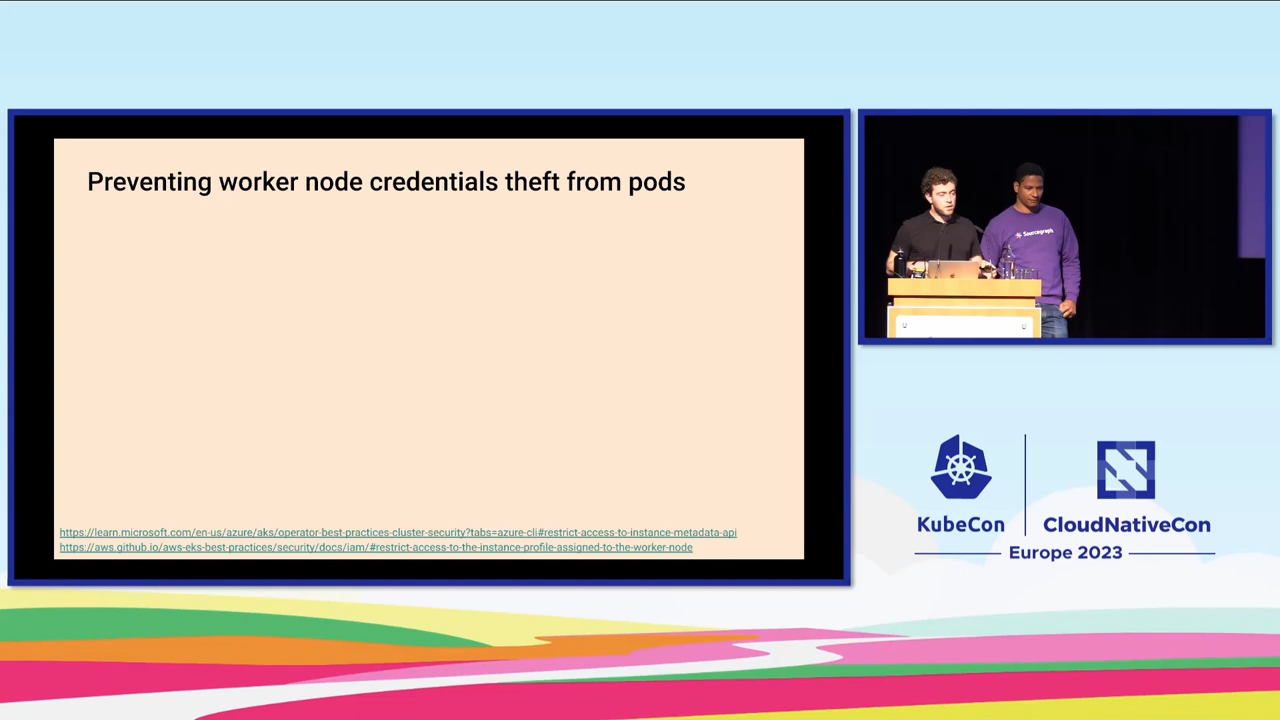 Preventing worker node credentials theft from pods
https://learn.microsoft.com/en-us/azure/aks/operator-best-practices-cluster-security?tabs=azure-cli#restrict-access-to-instance-metadata-api
https://aws.github.io/aws-eks-best-practices/security/docs/iam/#restrict-access-to-the-instance-profile-assigned-to-the-worker-node
Sourcegraph
KubeCon
CloudNativeCon
Europe 2023